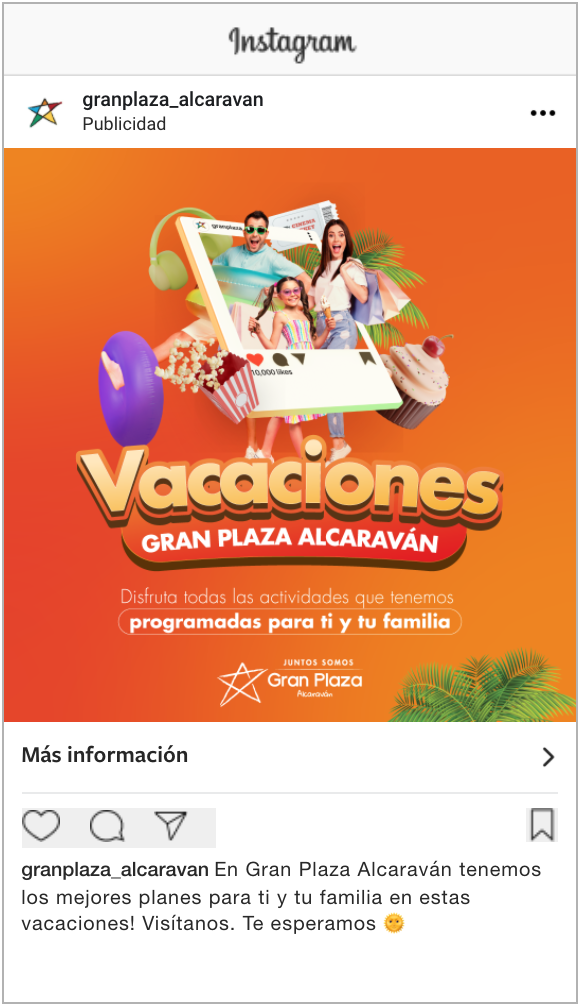 Instagram
granplaza_alcaravan
Publicidad
granplaza
10,000 likes
Vacaciones
GRAN PLAZA ALCARAVÁN
Disfruta todas las actividades que tenemos
programadas para ti y tu familia
JUNTOS SOMOS
Gran Plaza
Alcaraván
Más información
granplaza_alcaravan En Gran Plaza Alcaraván tenemos
los mejores planes para ti y tu familia en estas
vacaciones! Visítanos. Te esperamos 🌞